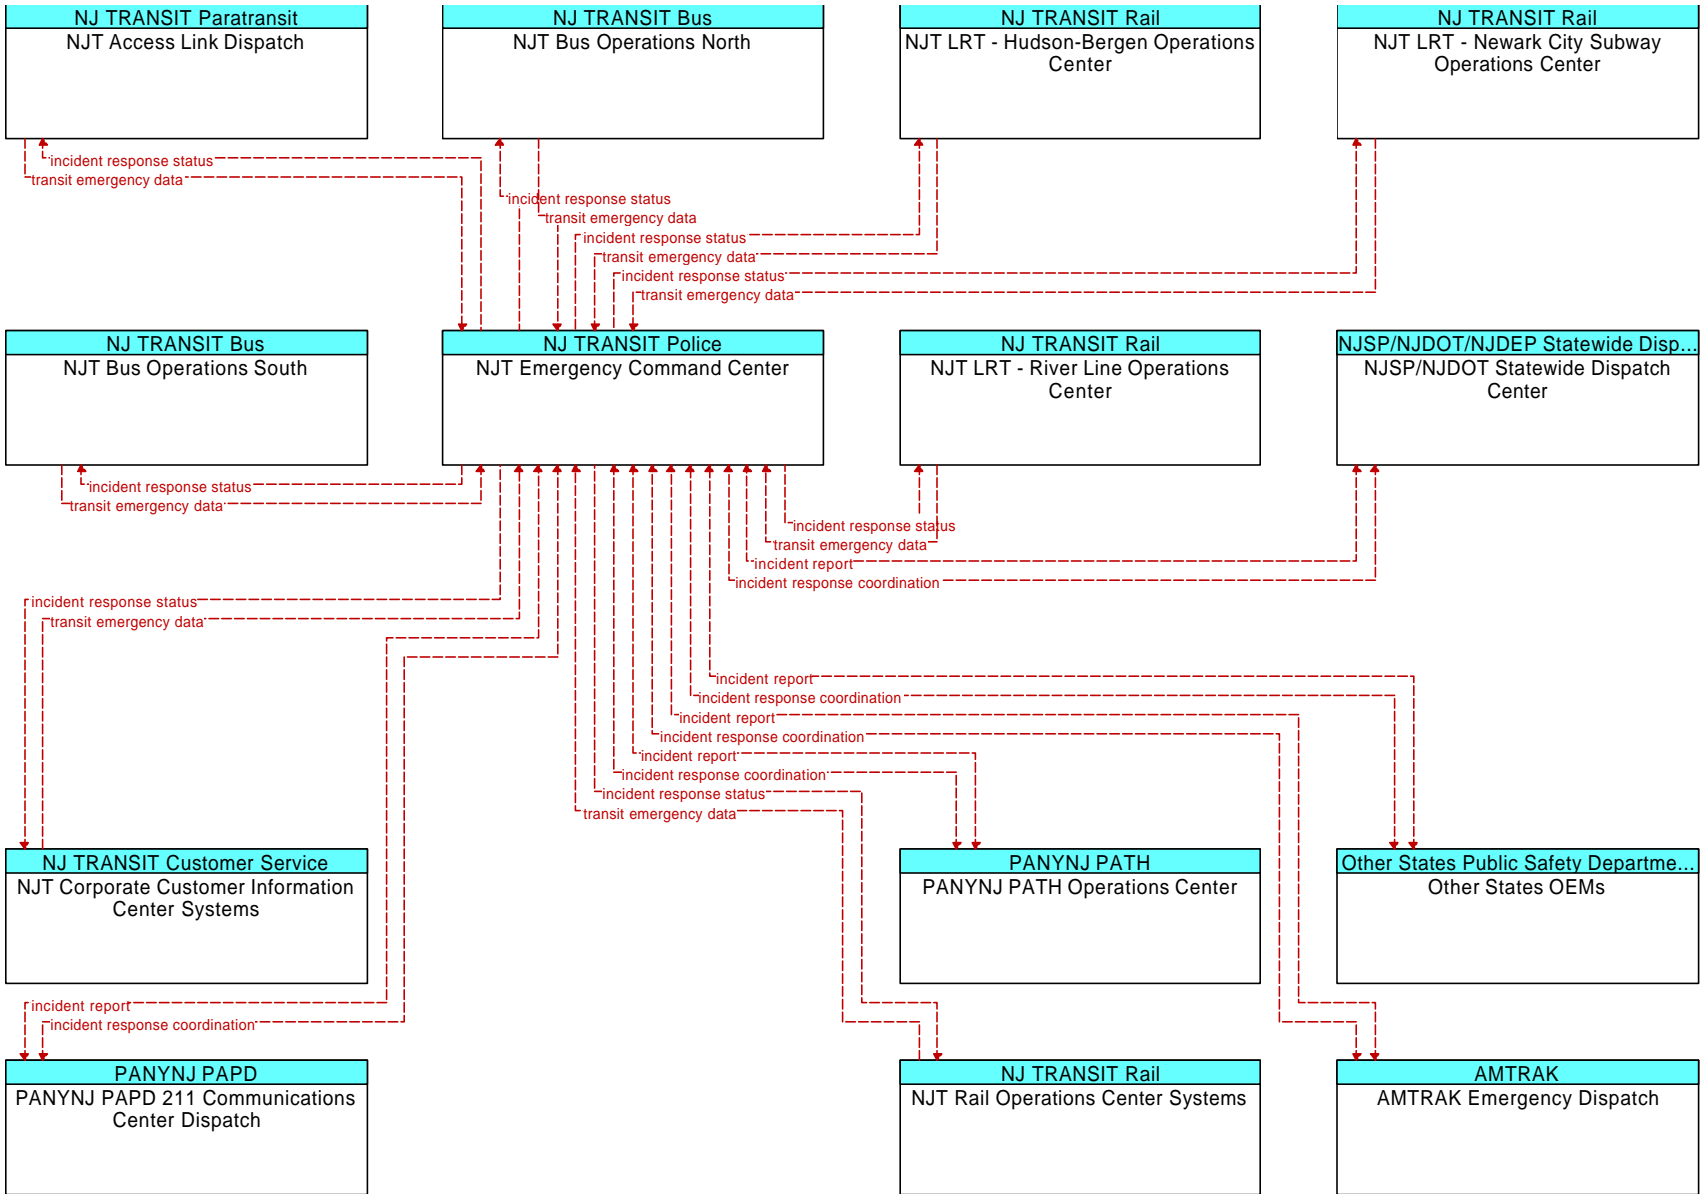 NJ TRANSIT Paratransit
NJT Access Link Dispatch
NJ TRANSIT Bus
NJT Bus Operations North
NJ TRANSIT Rail
NJT LRT - Hudson-Bergen Operations
Center
NJ TRANSIT Rail
NJT LRT - Newark City Subway
Operations Center
incident response status
transit emergency data
incident response status
transit emergency data
incident response status
transit emergency data
incident response status
transit emergency data
NJ TRANSIT Bus
NJT Bus Operations South
NJ TRANSIT Police
NJT Emergency Command Center
NJ TRANSIT Rail
NJT LRT - River Line Operations
Center
NJSP/NJDOT/NJDEP Statewide Disp...
NJSP/NJDOT Statewide Dispatch
Center
incident response status
transit emergency data
incident response status
transit emergency data
incident report
incident response coordination
incident response status
transit emergency data
incident report
incident response coordination
incident report
incident response coordination
incident report
incident response coordination
incident response status
transit emergency data
NJ TRANSIT Customer Service
NJT Corporate Customer Information
Center Systems
PANYNJ PATH
PANYNJ PATH Operations Center
Other States Public Safety Departme...
Other States OEMs
incident report
incident response coordination
PANYNJ PAPD
PANYNJ PAPD 211 Communications
Center Dispatch
NJ TRANSIT Rail
NJT Rail Operations Center Systems
AMTRAK
AMTRAK Emergency Dispatch